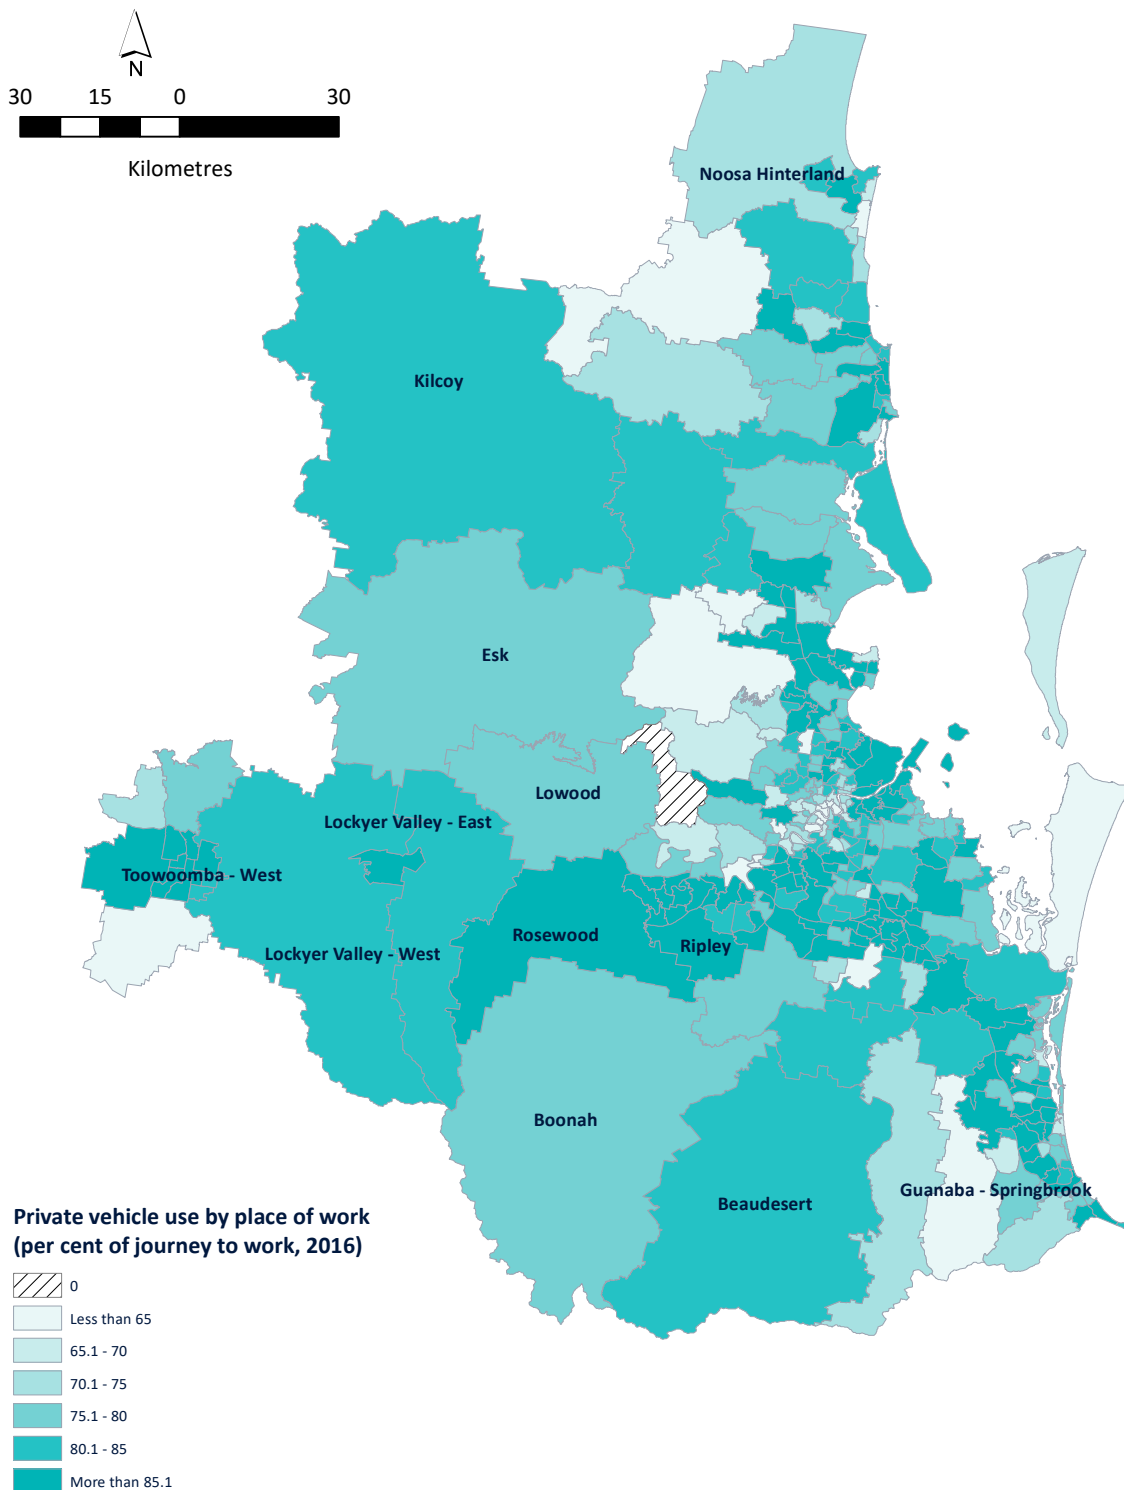 N
30 15 0 30
Kilometres
Noosa Hinterland
Kilcoy
Esk
Lowood
Lockyer Valley - East
Toowoomba - West
Rosewood
Ripley
Lockyer Valley - West
Boonah
Guanaba - Springbrook
Beaudesert
Private vehicle use by place of work
(per cent of journey to work, 2016)
0
Less than 65
65.1 - 70
70.1 - 75
75.1 - 80
80.1 - 85
More than 85.1